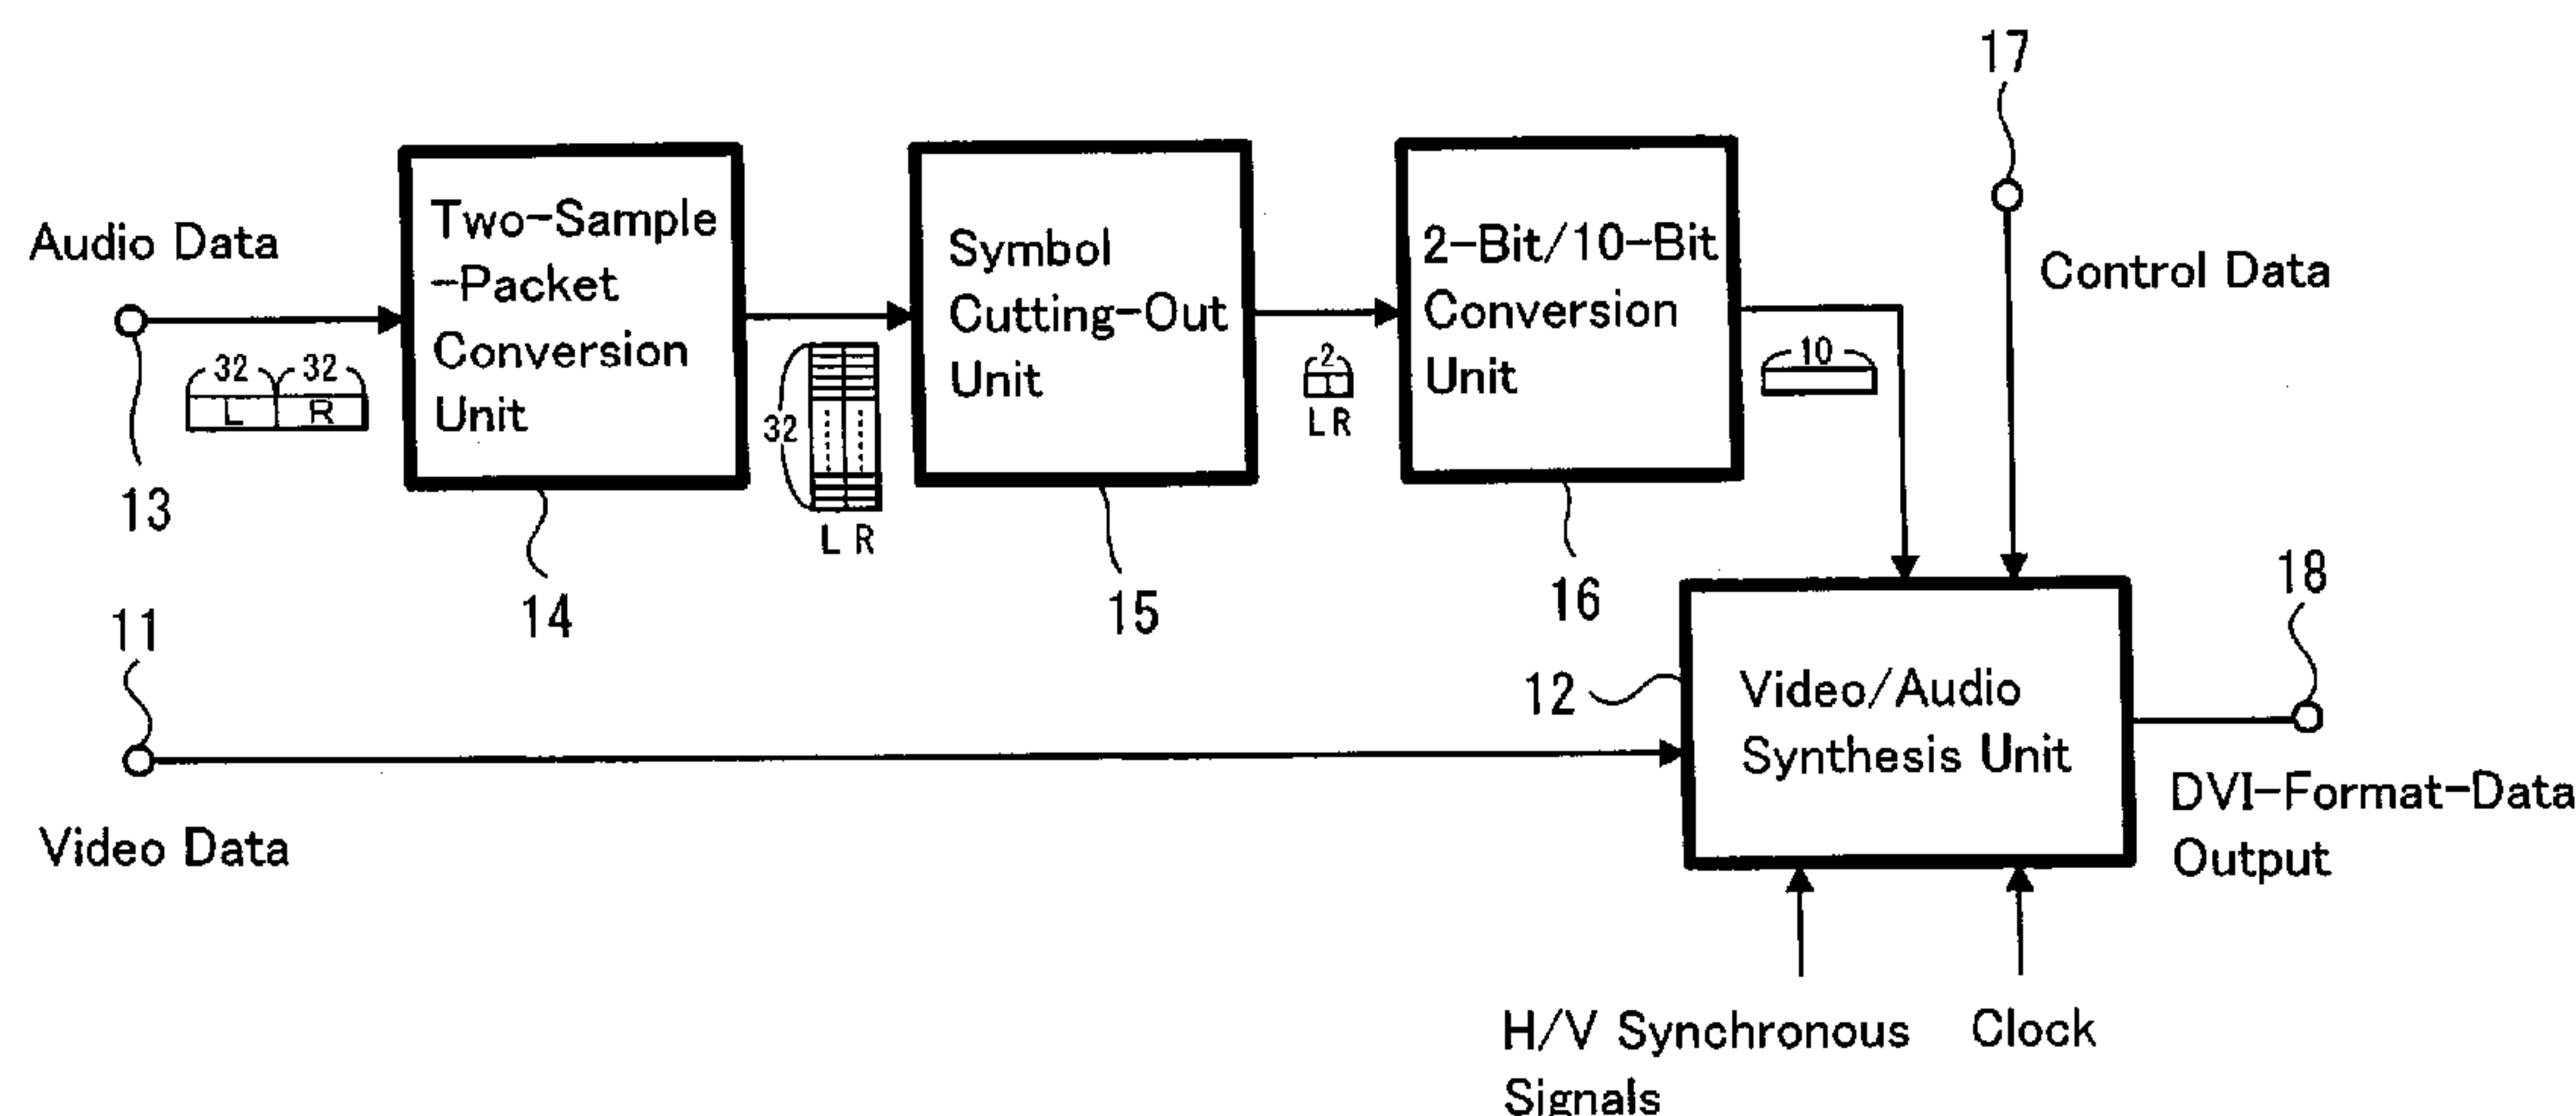 17
Audio Data
32 32
L R
13
Two-Sample
-Packet
Conversion
Unit
14
32
L R
Symbol
Cutting-Out
Unit
15
2
L R
2-Bit/10-Bit
Conversion
Unit
16
10
Control Data
11
Video Data
12
Video/Audio
Synthesis Unit
18
DVI-Format-Data
Output
H/V Synchronous
Signals
Clock